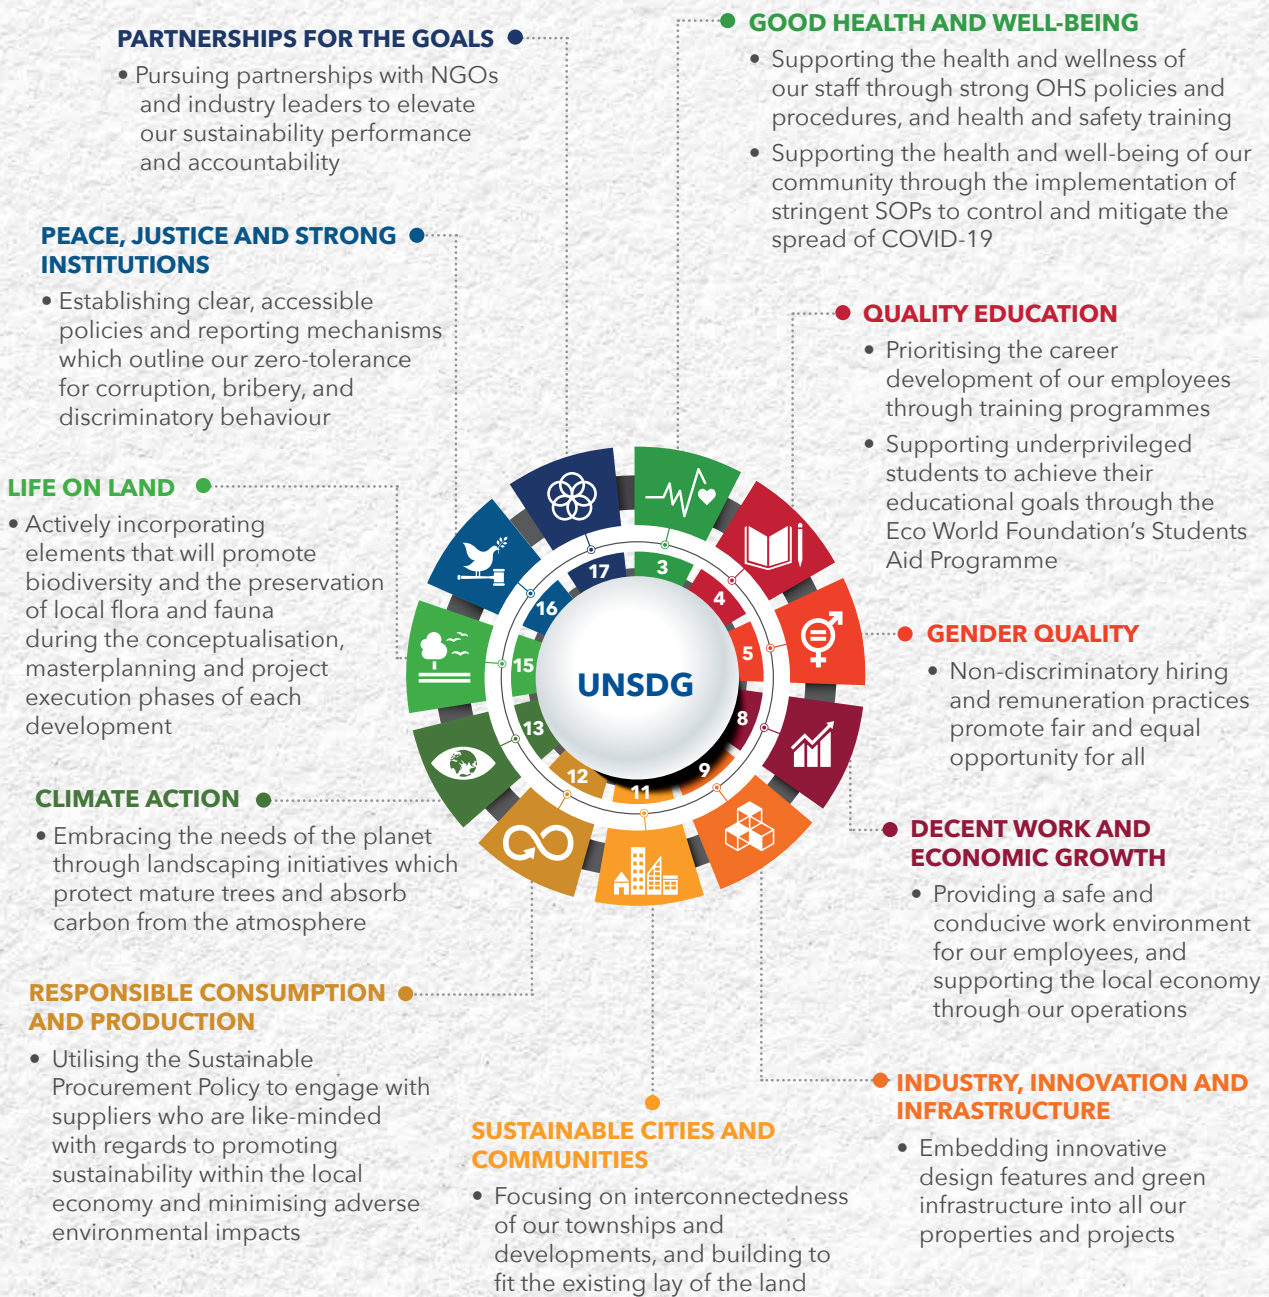 PARTNERSHIPS FOR THE GOALS
• Pursuing partnerships with NGOs
and industry leaders to elevate
our sustainability performance
and accountability
PEACE, JUSTICE AND STRONG
INSTITUTIONS
• Establishing clear, accessible
policies and reporting mechanisms
which outline our zero-tolerance
for corruption, bribery, and
discriminatory behaviour
LIFE ON LAND
• Actively incorporating
elements that will promote
biodiversity and the preservation
of local flora and fauna
during the conceptualisation,
masterplanning and project
execution phases of each
development
CLIMATE ACTION
• Embracing the needs of the planet
through landscaping initiatives which
protect mature trees and absorb
carbon from the atmosphere
RESPONSIBLE CONSUMPTION
AND PRODUCTION
• Utilising the Sustainable
Procurement Policy to engage with
suppliers who are like-minded
with regards to promoting
sustainability within the local
economy and minimising adverse
environmental impacts
GOOD HEALTH AND WELL-BEING
• Supporting the health and wellness of
our staff through strong OHS policies and
procedures, and health and safety training
• Supporting the health and well-being of our
community through the implementation of
stringent SOPs to control and mitigate the
spread of COVID-19
QUALITY EDUCATION
• Prioritising the career
development of our employees
through training programmes
• Supporting underprivileged
students to achieve their
educational goals through the
Eco World Foundation's Students
Aid Programme
GENDER QUALITY
• Non-discriminatory hiring
and remuneration practices
promote fair and equal
opportunity for all
DECENT WORK AND
ECONOMIC GROWTH
• Providing a safe and
conducive work environment
for our employees, and
supporting the local economy
through our operations
INDUSTRY, INNOVATION AND
INFRASTRUCTURE
• Embedding innovative
design features and green
infrastructure into all our
properties and projects
SUSTAINABLE CITIES AND
COMMUNITIES
• Focusing on interconnectedness
of our townships and
developments, and building to
fit the existing lay of the land
UNSDG
3
4
5
8
9
11
12
13
15
16
17